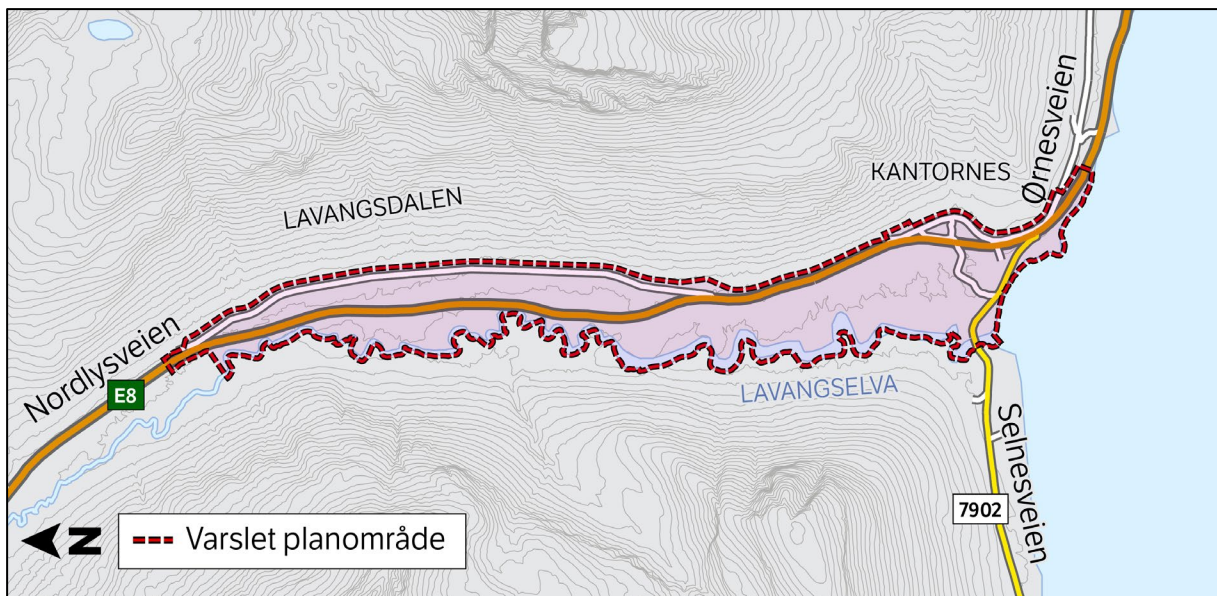 Ørnesveien
KANTORNES
LAVANGSDALEN
Nordlysveien
E8
LAVANGSELVA
Selnesveien
7902
N
Varslet planområde